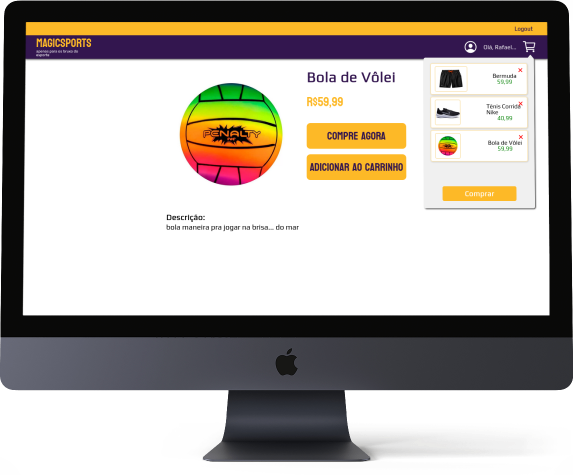 Logout
MAGICSPORTS
apenas para os feras do
esporte
Olá, Rafael...
Bola de Vôlei
R$59,99
COMPRE AGORA
ADICIONAR AO CARRINHO
Bermuda
59,99
Tênis Corrida
Nike
40,99
Bola de Vôlei
59,99
Comprar
PENALTY
Descrição:
bola maneira pra jogar na brisa... do mar